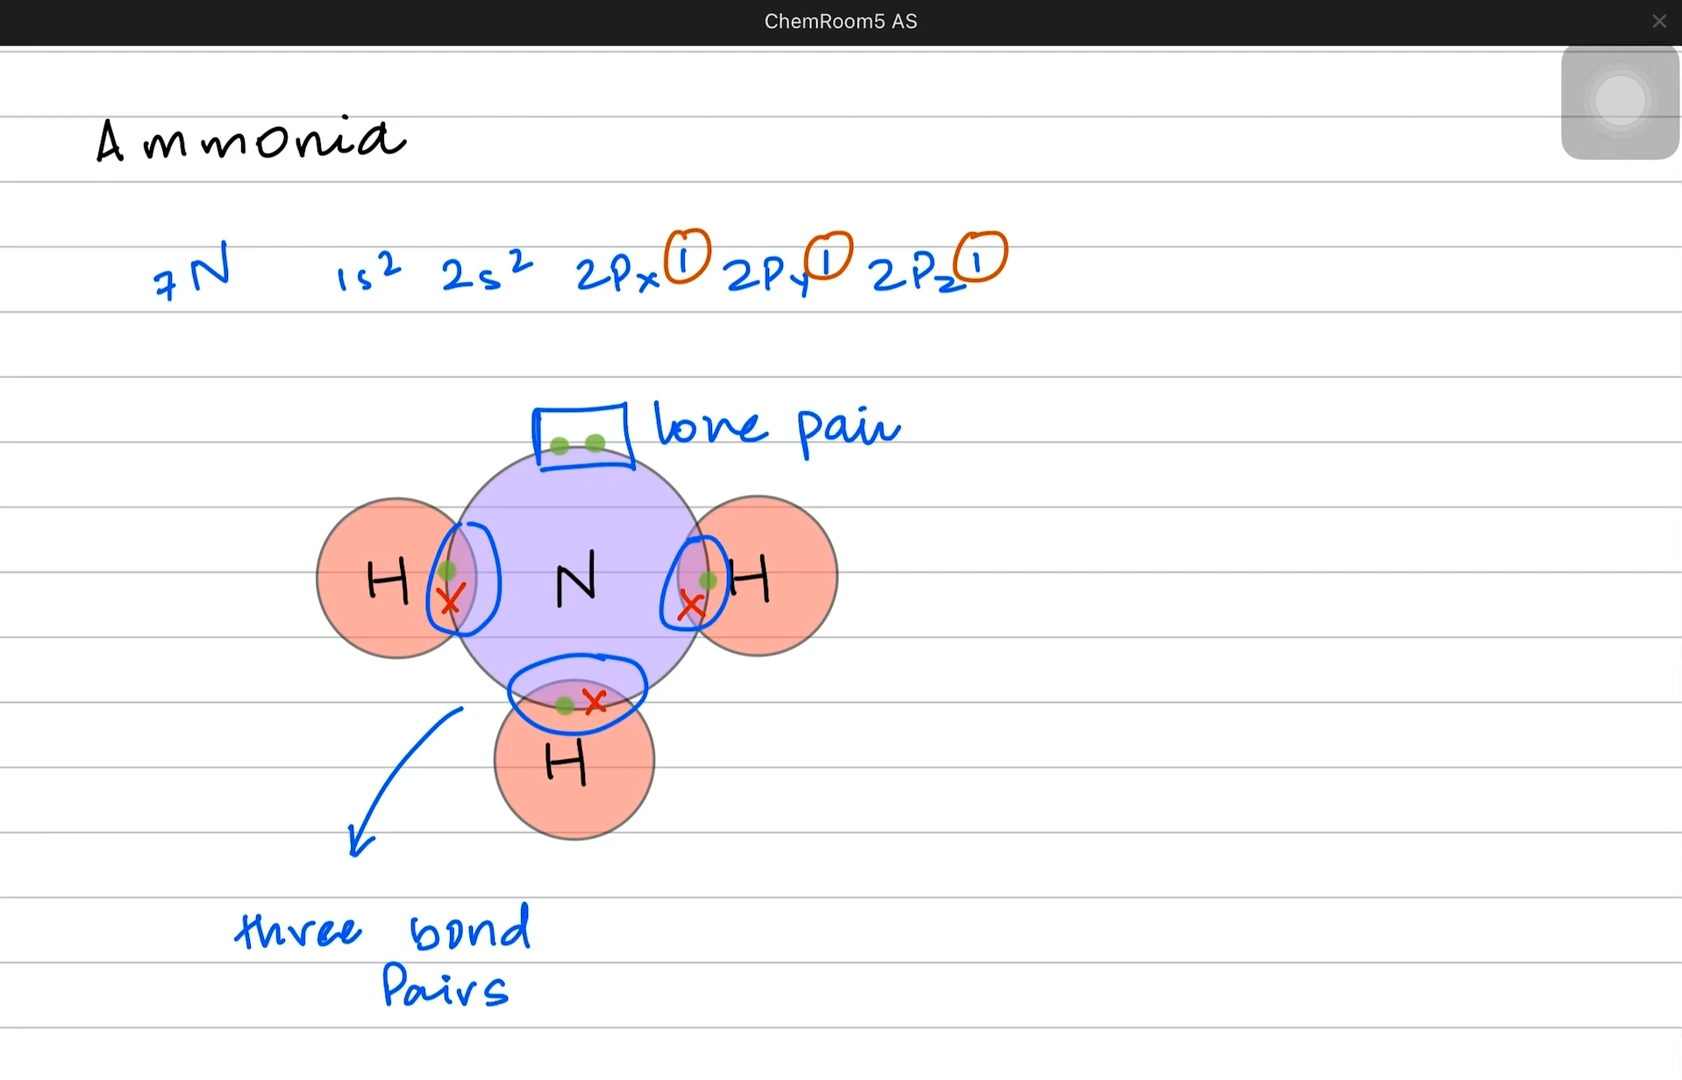 ChemRoom5 AS
Ammonia
₇N 1s² 2s² 2Px¹ 2Py¹ 2Pz¹
lone pair
H N H
H
three bond
Pairs